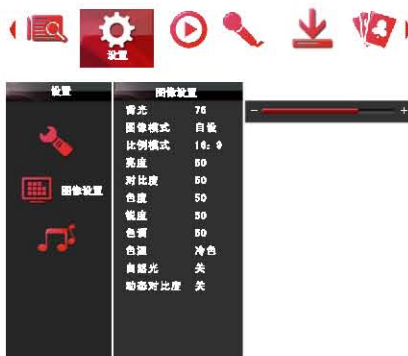 设置
设置
图像设置
图像设置
背光 76
图像模式 自设
比例模式 16:9
亮度 50
对比度 50
色度 50
锐度 50
色调 50
色温 冷色
自然光 关
动态对比度 关
- +